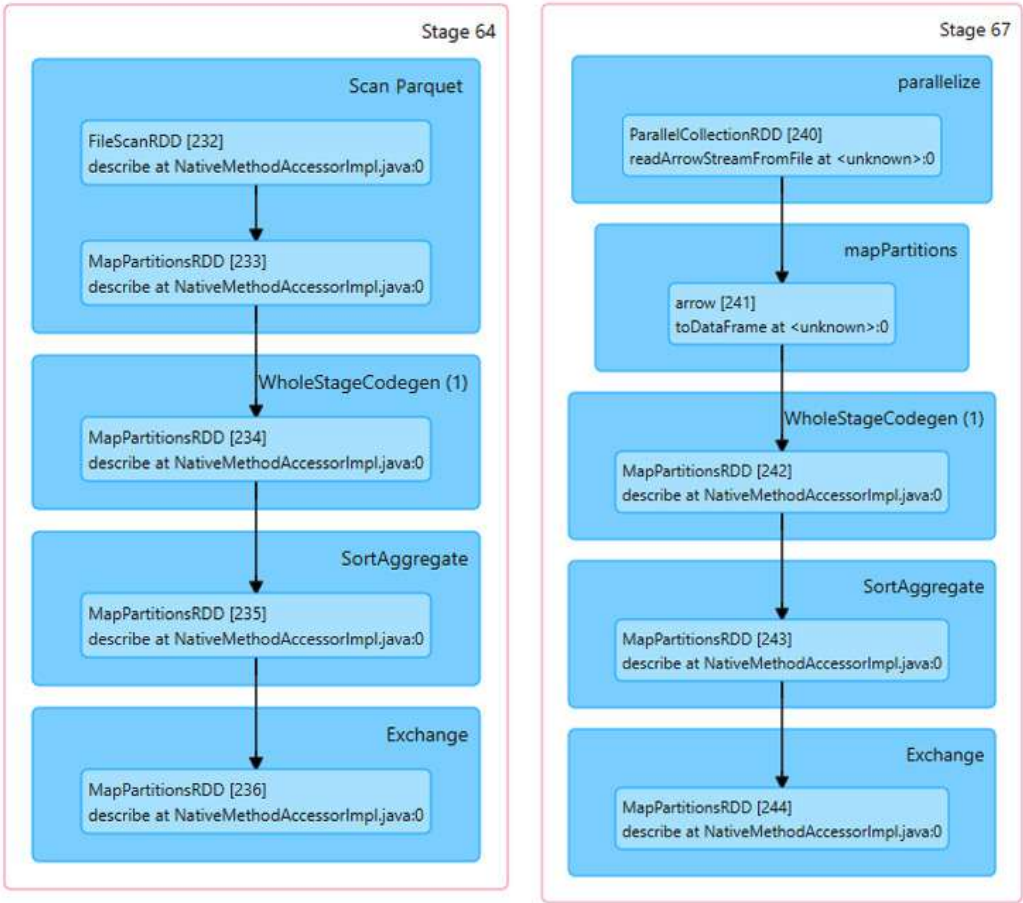 Stage 64
Scan Parquet
FileScanRDD [232]
describe at NativeMethodAccessorImpl.java:0
MapPartitionsRDD [233]
describe at NativeMethodAccessorImpl.java:0
WholeStageCodegen (1)
MapPartitionsRDD [234]
describe at NativeMethodAccessorImpl.java:0
SortAggregate
MapPartitionsRDD [235]
describe at NativeMethodAccessorImpl.java:0
Exchange
MapPartitionsRDD [236]
describe at NativeMethodAccessorImpl.java:0
Stage 67
parallelize
ParallelCollectionRDD [240]
readArrowStreamFromFile at <unknown>:0
mapPartitions
arrow [241]
toDataFrame at <unknown>:0
WholeStageCodegen (1)
MapPartitionsRDD [242]
describe at NativeMethodAccessorImpl.java:0
SortAggregate
MapPartitionsRDD [243]
describe at NativeMethodAccessorImpl.java:0
Exchange
MapPartitionsRDD [244]
describe at NativeMethodAccessorImpl.java:0